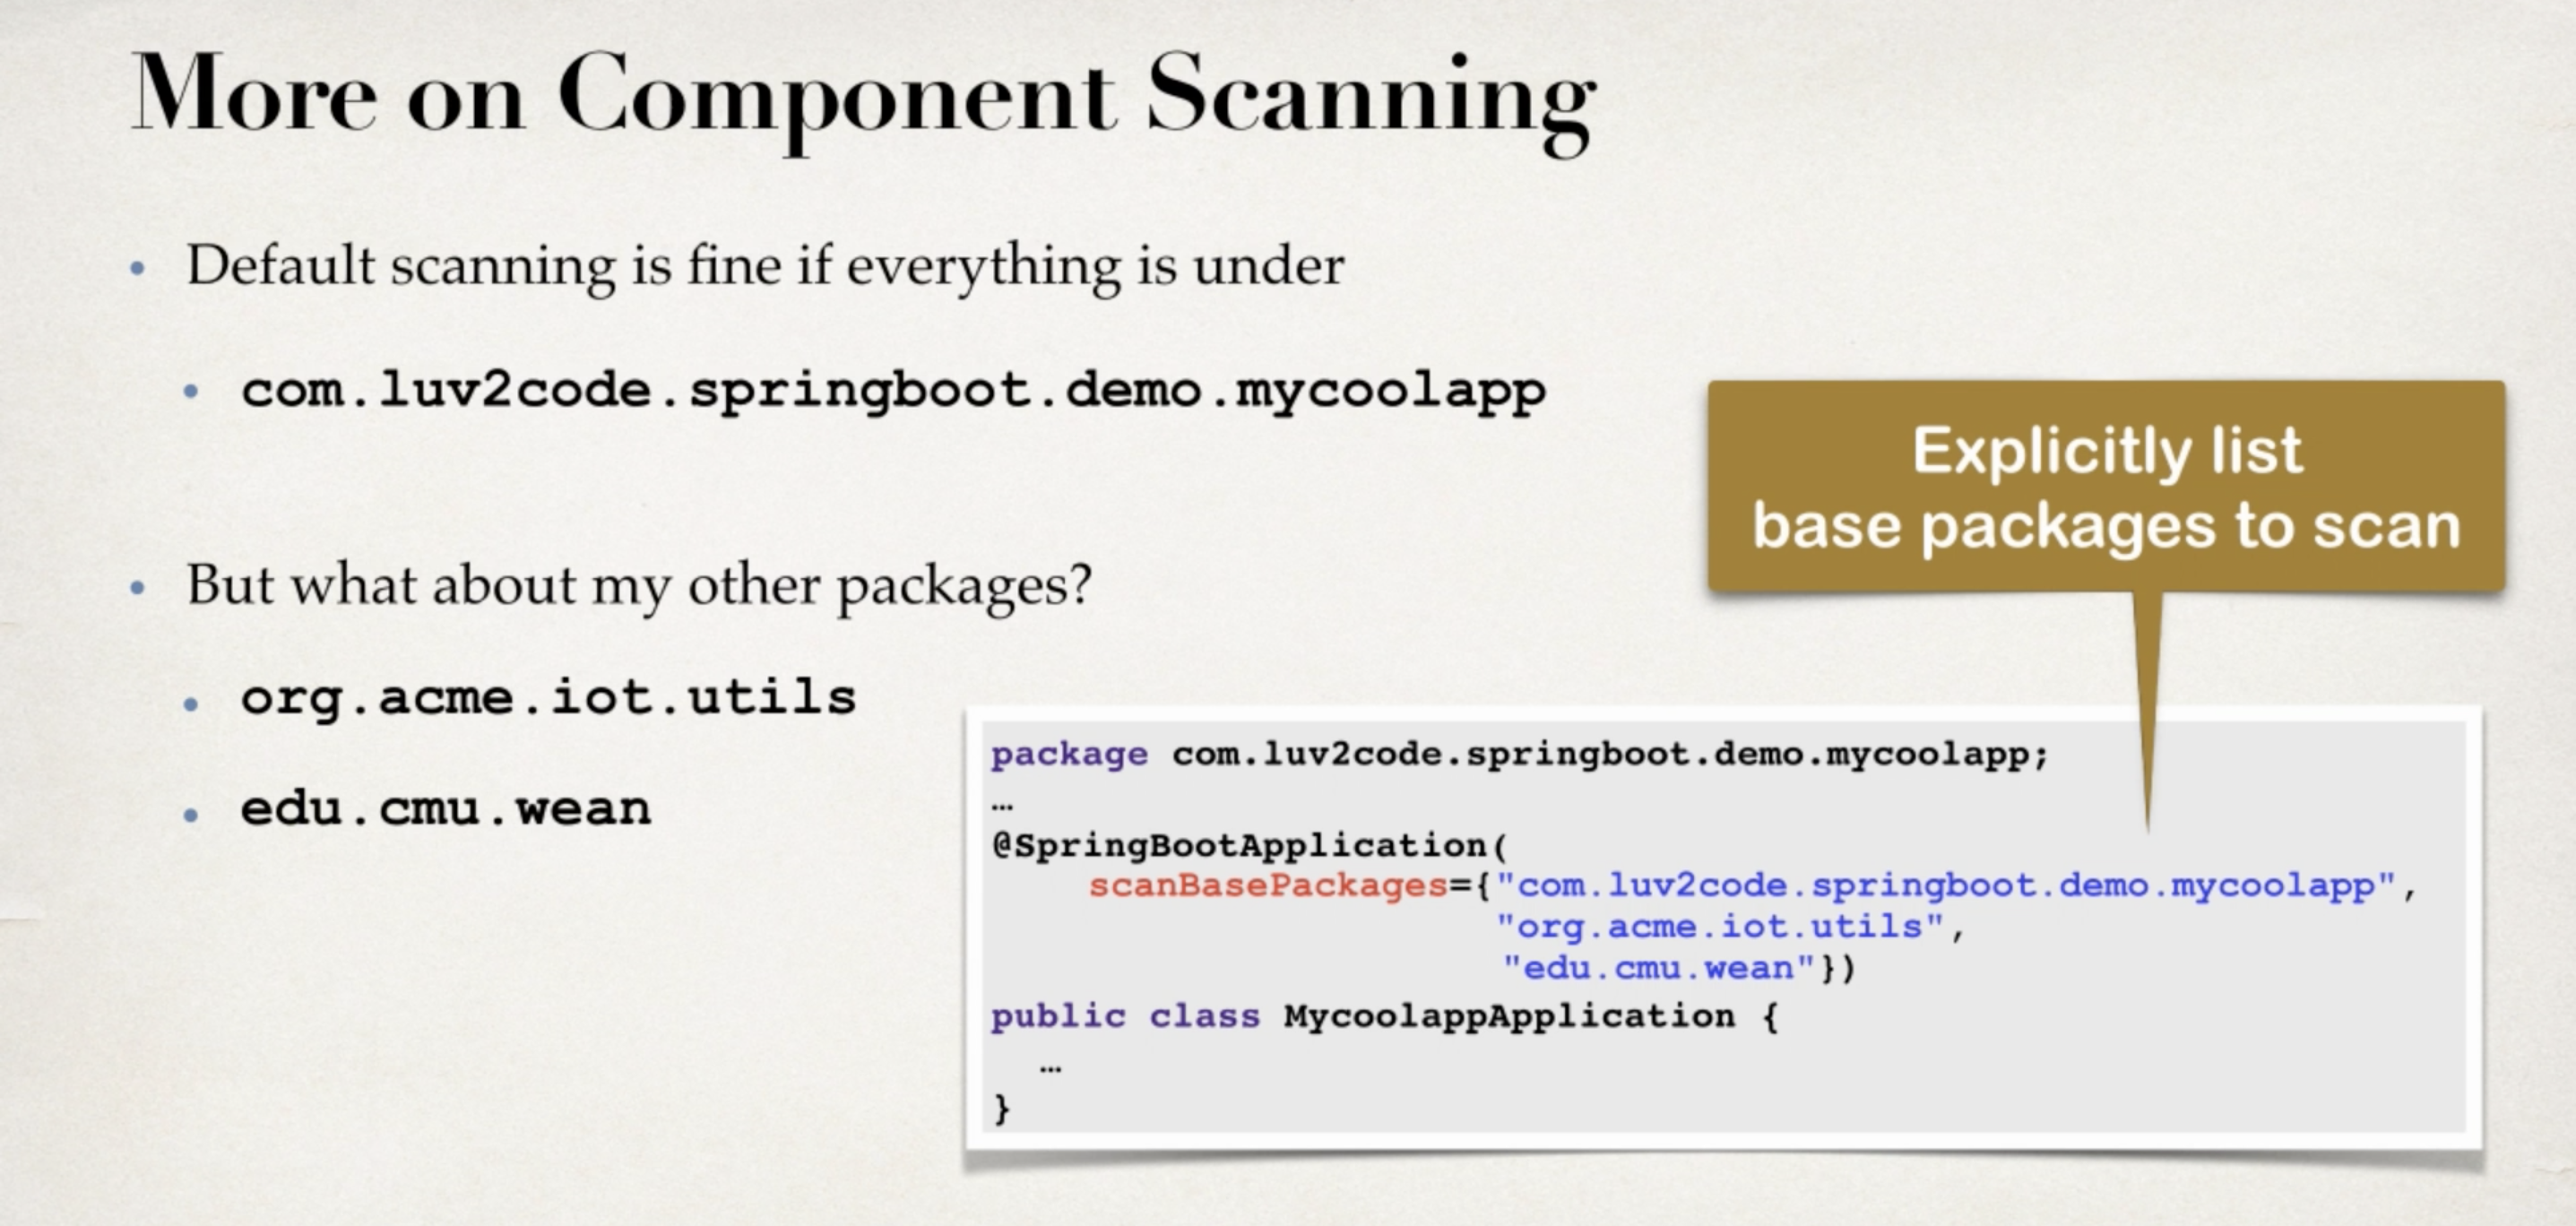 More on Component Scanning
• Default scanning is fine if everything is under
• com.luv2code.springboot.demo.mycoolapp
• But what about my other packages?
• org.acme.iot.utils
• edu.cmu.wean
Explicitly list
base packages to scan
package com.luv2code.springboot.demo.mycoolapp;
…
@SpringBootApplication(
scanBasePackages={"com.luv2code.springboot.demo.mycoolapp",
"org.acme.iot.utils",
"edu.cmu.wean"})
public class MycoolappApplication {
…
}